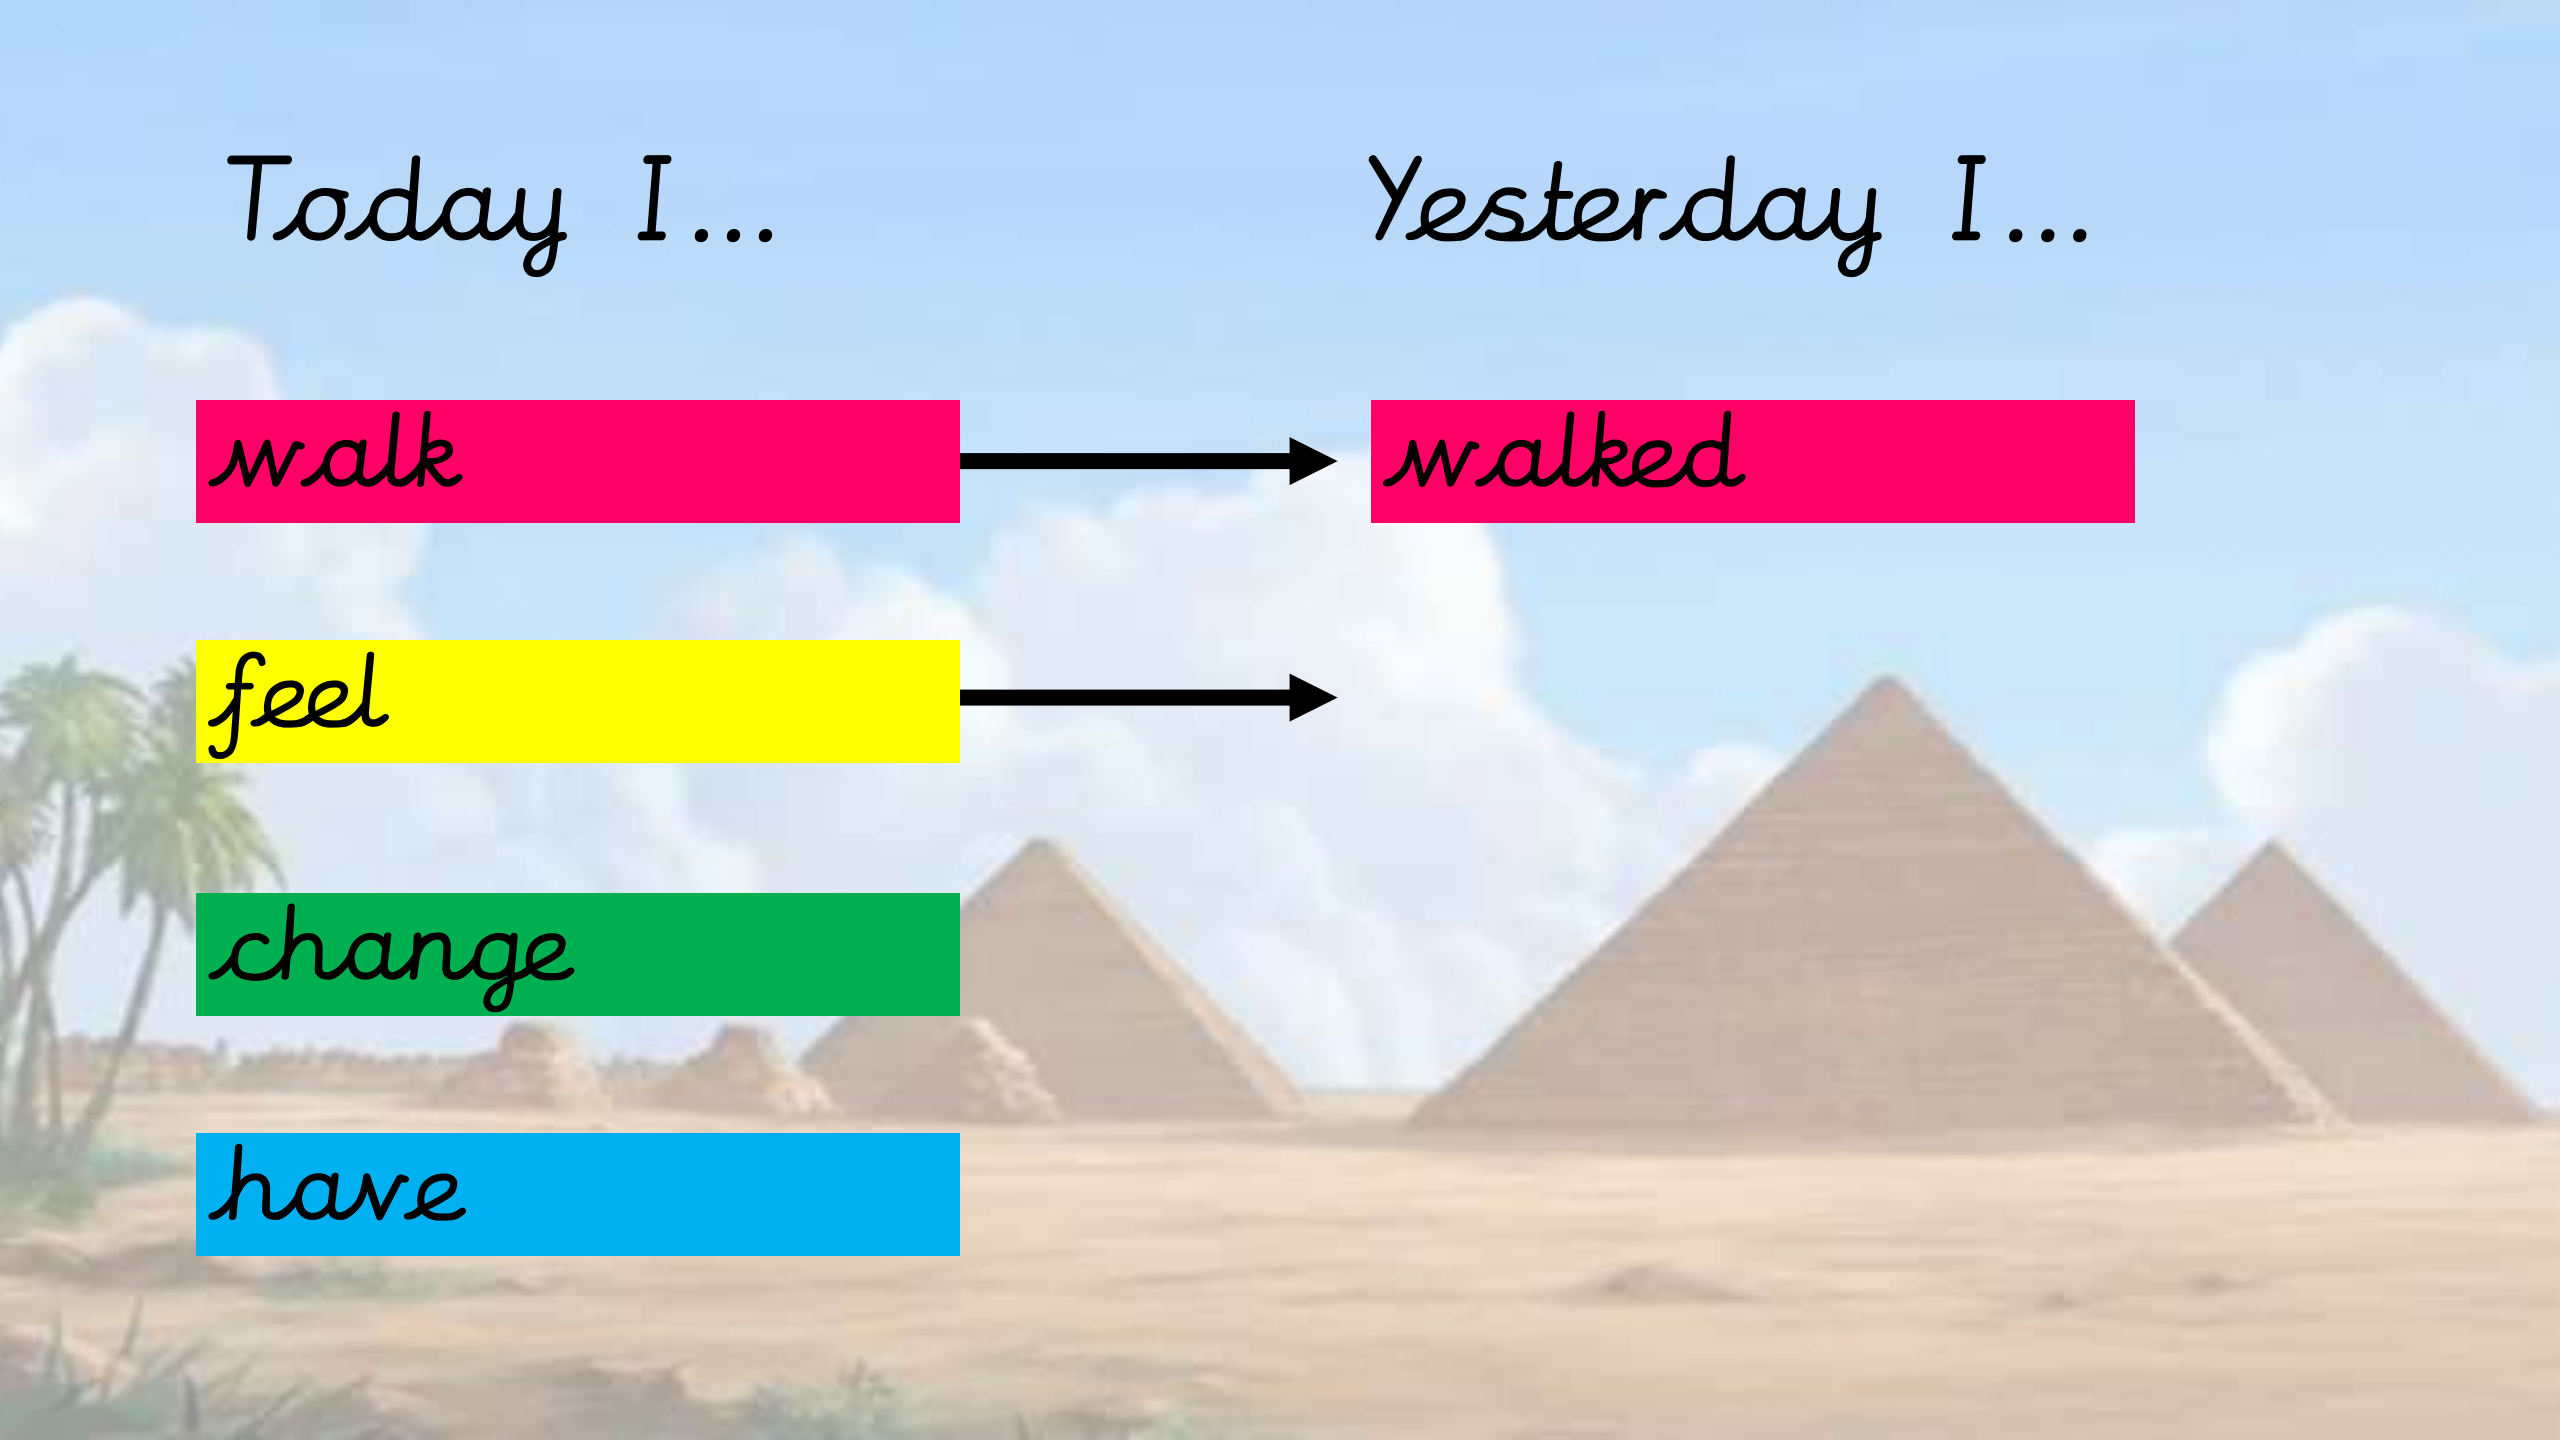 Today I...
Yesterday I...
walk
walked
feel
change
have